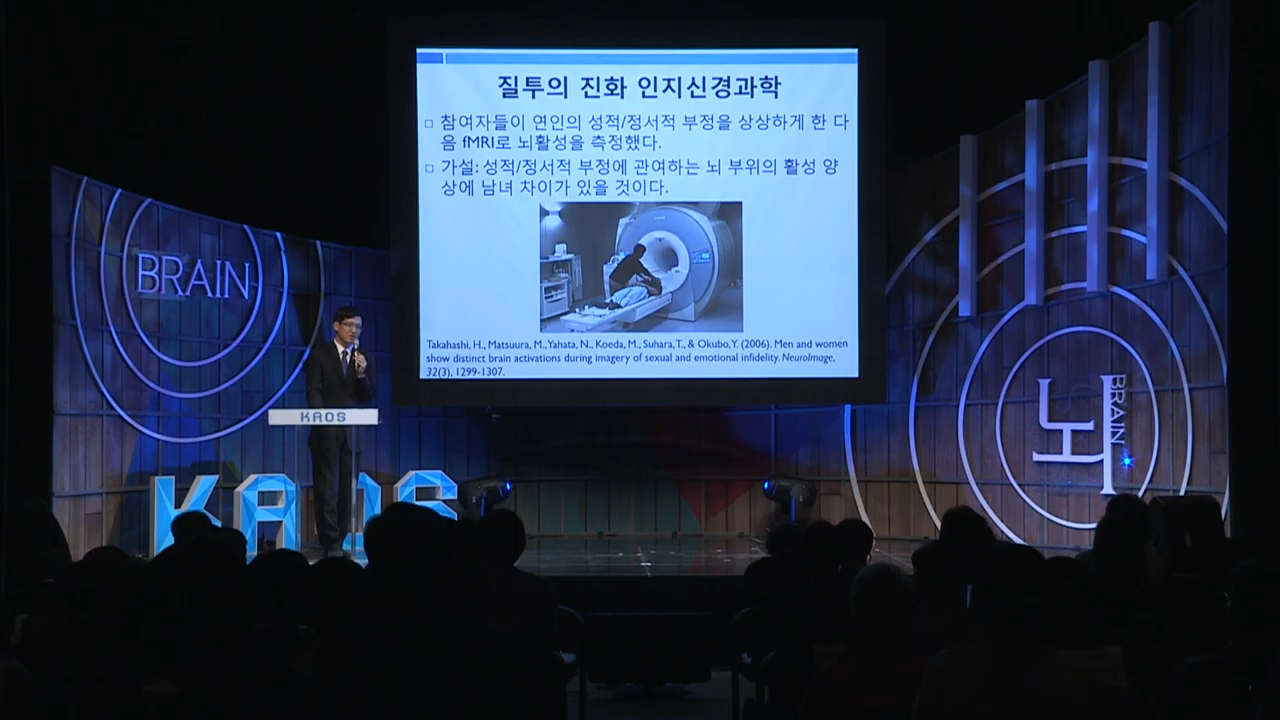 질투의 진화 인지신경과학
□ 참여자들이 연인의 성적/정서적 부정을 상상하게 한 다
음 fMRI로 뇌활성을 측정했다.
□ 가설: 성적/정서적 부정에 관여하는 뇌 부위의 활성 양
상에 남녀 차이가 있을 것이다.
Takahashi, H., Matsuura, M., Yahata, N., Koeda, M., Suhara, T., & Okubo, Y. (2006). Men and women
show distinct brain activations during imagery of sexual and emotional infidelity. NeuroImage,
32(3), 1299-1307.
BRAIN
KAOS
KAOS
뇌
BRAIN